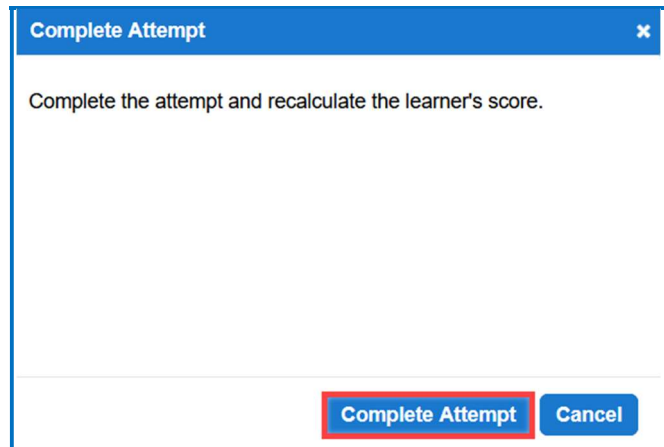 Complete Attempt ×
Complete the attempt and recalculate the learner's score.
Complete Attempt Cancel